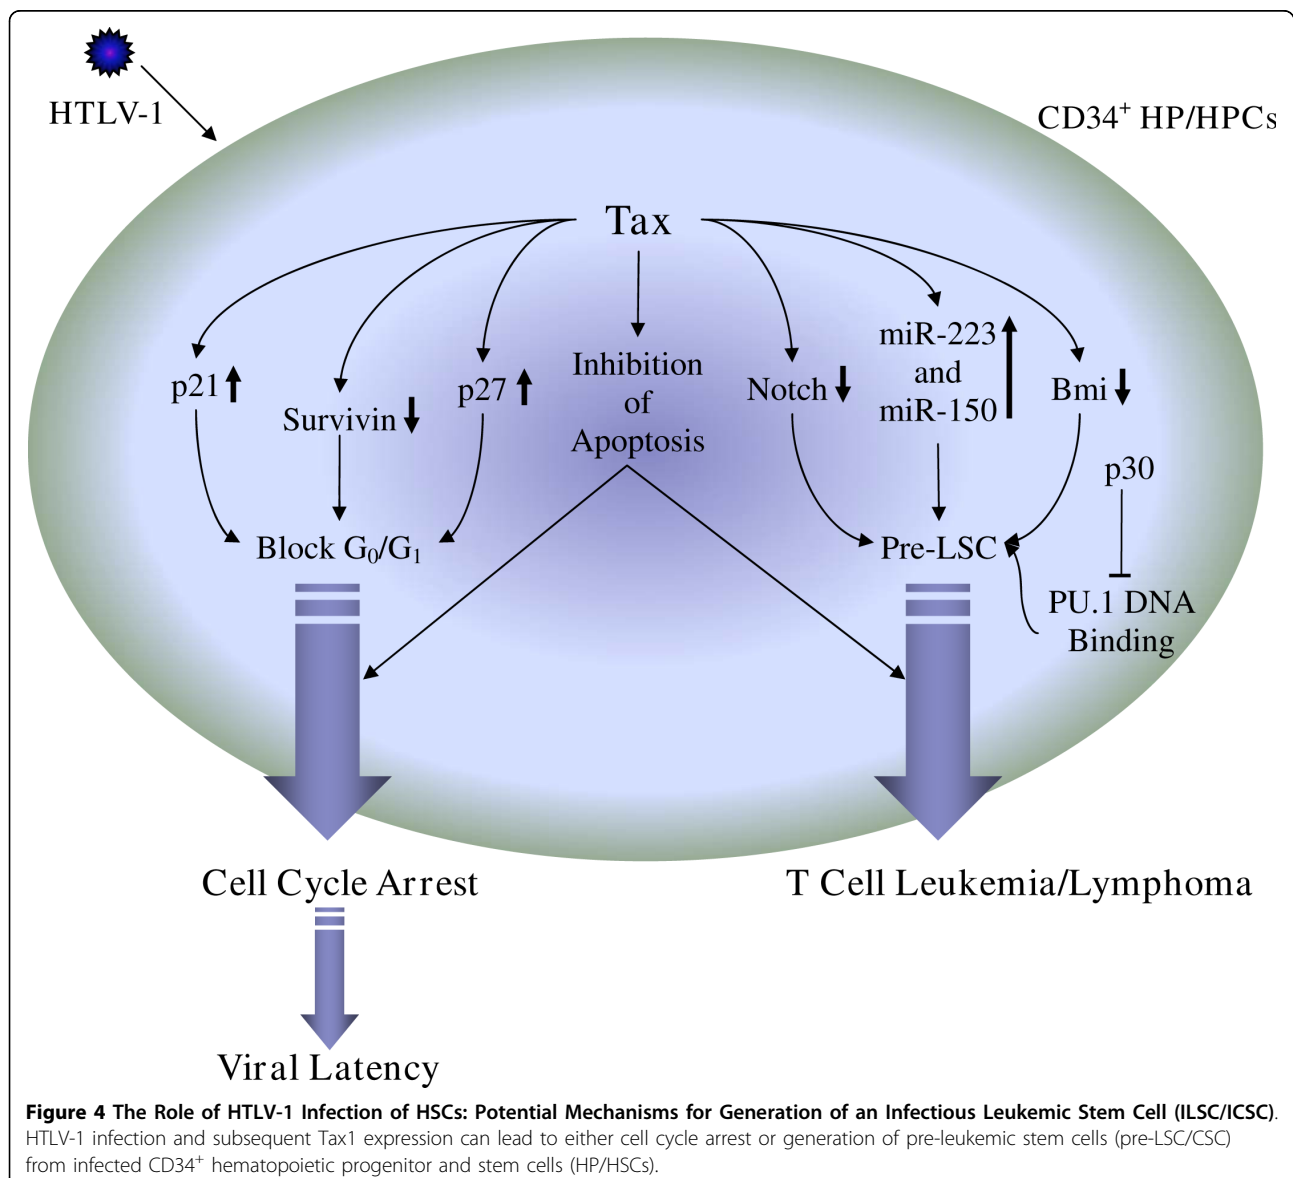 HTLV-1
CD34⁺ HP/HPCs
Tax
p21
Survivin
p27
Inhibition
of
Apoptosis
Notch
miR-223
and
miR-150
Bmi
p30
Block G₀/G₁
Pre-LSC
PU.1 DNA
Binding
Cell Cycle Arrest
T Cell Leukemia/Lymphoma
Viral Latency
Figure 4 The Role of HTLV-1 Infection of HSCs: Potential Mechanisms for Generation of an Infectious Leukemic Stem Cell (ILSC/ICSC).
HTLV-1 infection and subsequent Tax1 expression can lead to either cell cycle arrest or generation of pre-leukemic stem cells (pre-LSC/CSC)
from infected CD34⁺ hematopoietic progenitor and stem cells (HP/HSCs).